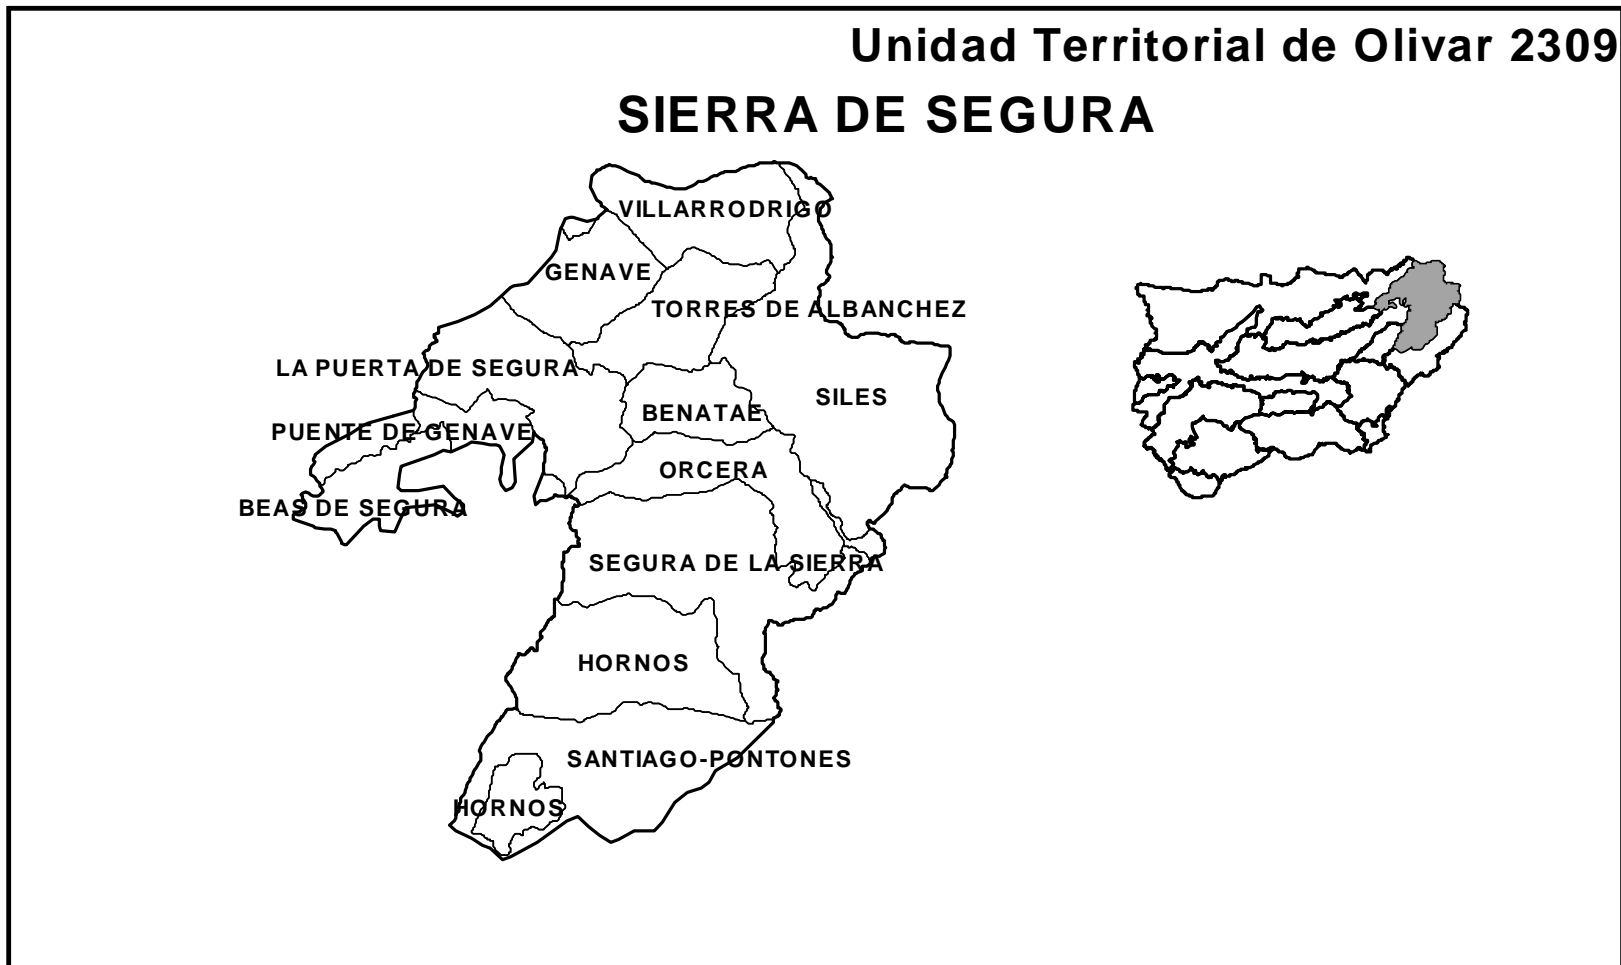 Unidad Territorial de Olivar 2309
SIERRA DE SEGURA
VILLARRODRIGO
GENAVE
TORRES DE ALBANCHEZ
LA PUERTA DE SEGURA
SILES
BENATAE
PUENTE DE GENAVE
ORCERA
BEAS DE SEGURA
SEGURA DE LA SIERRA
HORNOS
SANTIAGO-PONTONES
HORNOS